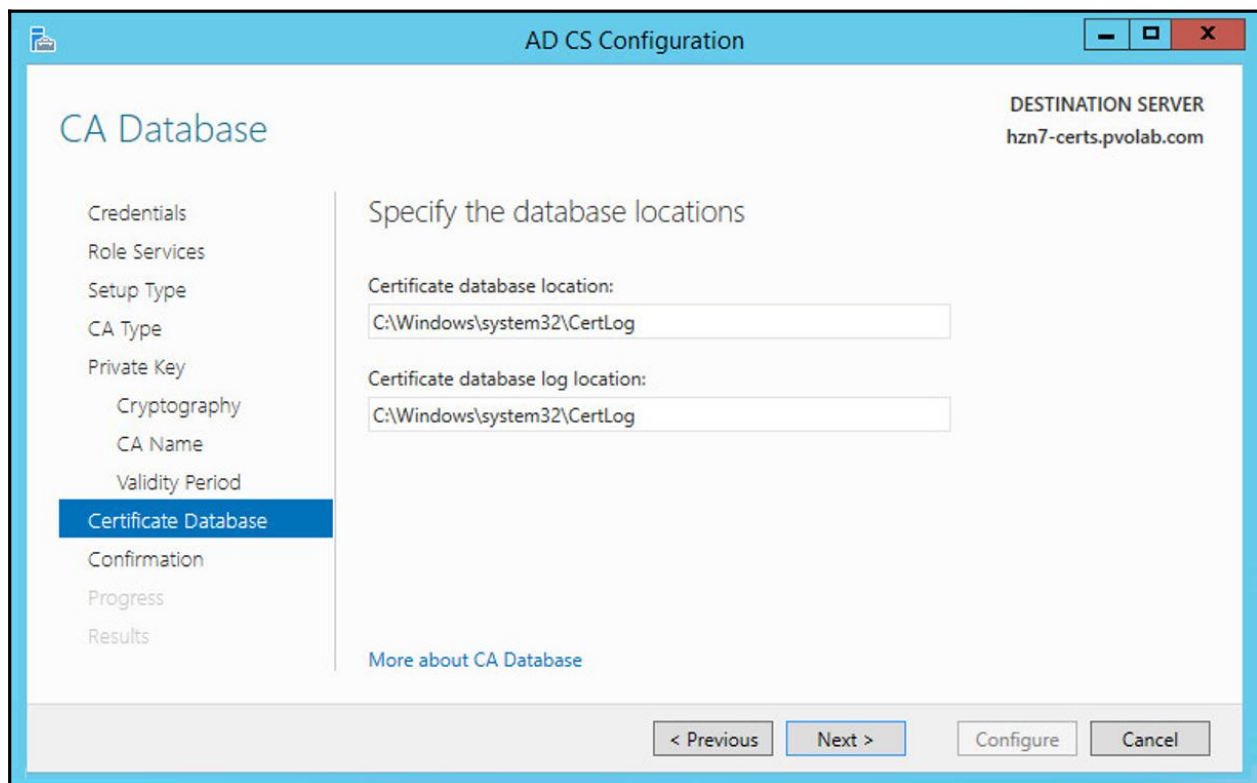 AD CS Configuration
CA Database
DESTINATION SERVER
hzn7-certs.pvolab.com
Credentials
Role Services
Setup Type
CA Type
Private Key
Cryptography
CA Name
Validity Period
Certificate Database
Confirmation
Progress
Results
Specify the database locations
Certificate database location:
C:\Windows\system32\CertLog
Certificate database log location:
C:\Windows\system32\CertLog
More about CA Database
< Previous
Next >
Configure
Cancel